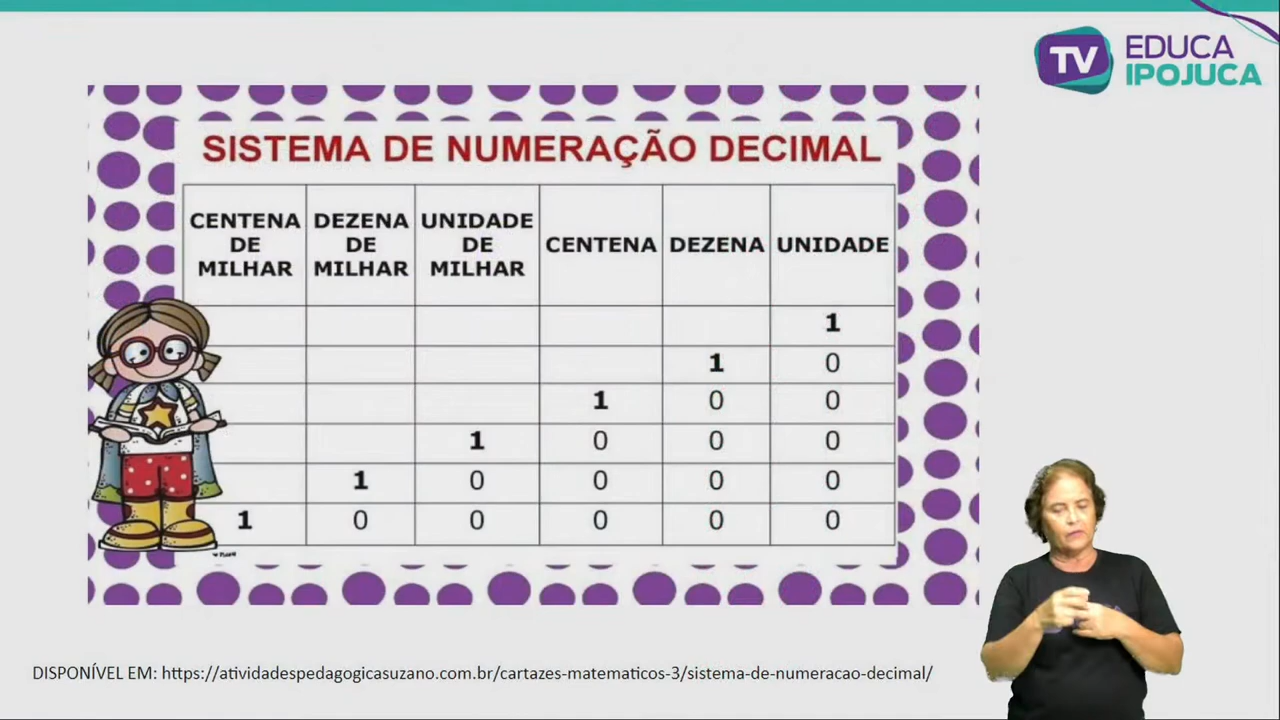 TV EDUCA
IPOJUCA
SISTEMA DE NUMERAÇÃO DECIMAL
CENTENA DE MILHAR DEZENA DE MILHAR UNIDADE DE MILHAR CENTENA DEZENA UNIDADE
1
1 0
1 0 0
1 0 0 0
1 0 0 0 0
1 0 0 0 0 0
DISPONÍVEL EM: https://atividadespedagogicasuzano.com.br/cartazes-matematicos-3/sistema-de-numeracao-decimal/